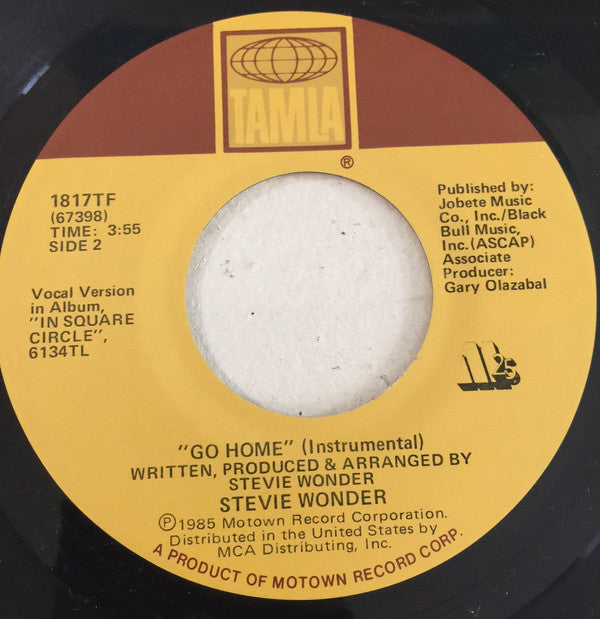 TAMLA
®
1817TF
(67398)
TIME: 3:55
SIDE 2
Vocal Version
in Album,
"IN SQUARE
CIRCLE",
6134TL
Published by:
Jobete Music
Co., Inc./Black
Bull Music,
Inc.(ASCAP)
Associate
Producer:
Gary Olazabal
M 25
"GO HOME" (Instrumental)
WRITTEN, PRODUCED & ARRANGED BY
STEVIE WONDER
STEVIE WONDER
℗1985 Motown Record Corporation.
Distributed in the United States by
MCA Distributing, Inc.
A PRODUCT OF MOTOWN RECORD CORP.